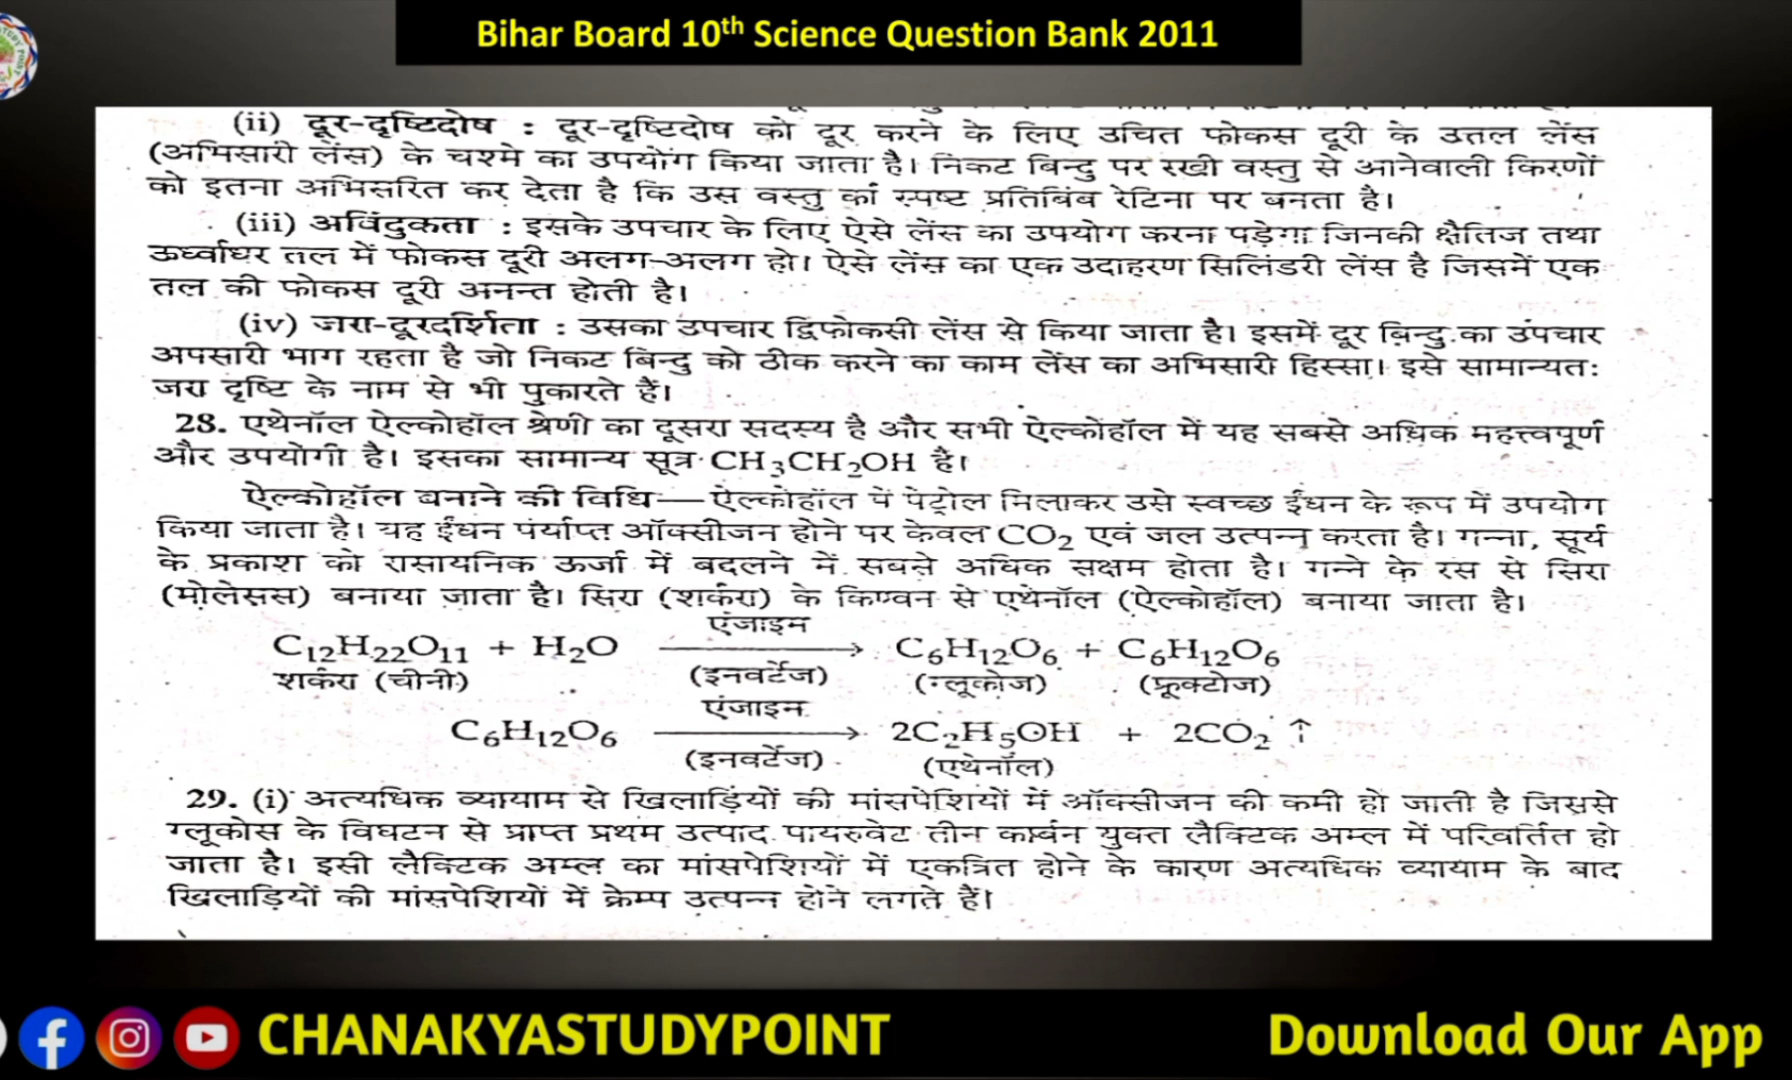 Bihar Board 10th Science Question Bank 2011
(ii) दूर-दृष्टिदोष : दूर-दृष्टिदोष को दूर करने के लिए उचित फोकस दूरी के उत्तल लेंस
(अभिसारी लेंस) के चश्मे का उपयोग किया जाता है। निकट बिन्दु पर रखी वस्तु से आनेवाली किरणों
को इतना अभिसरित कर देता है कि उस वस्तु का स्पष्ट प्रतिबिंब रेटिना पर बनता है।
(iii) अविंदुकता : इसके उपचार के लिए ऐसे लेंस का उपयोग करना पड़ेगा जिनकी क्षैतिज तथा
ऊर्ध्वाधर तल में फोकस दूरी अलग-अलग हो। ऐसे लेंस का एक उदाहरण सिलिंडरी लेंस है जिसमें एक
तल की फोकस दूरी अनन्त होती है।
(iv) जरा-दूरदर्शिता : उसका उपचार द्विफोकसी लेंस से किया जाता है। इसमें दूर बिन्दु का उपचार
अपसारी भाग रहता है जो निकट बिन्दु को ठीक करने का काम लेंस का अभिसारी हिस्सा। इसे सामान्यतः
जरा दृष्टि के नाम से भी पुकारते हैं।
28. एथेनॉल ऐल्कोहॉल श्रेणी का दूसरा सदस्य है और सभी ऐल्कोहॉल में यह सबसे अधिक महत्त्वपूर्ण
और उपयोगी है। इसका सामान्य सूत्र CH₃CH₂OH है।
ऐल्कोहॉल बनाने की विधि—ऐल्कोहॉल में पेट्रोल मिलाकर उसे स्वच्छ ईंधन के रूप में उपयोग
किया जाता है। यह ईंधन पर्याप्त ऑक्सीजन होने पर केवल CO₂ एवं जल उत्पन्न करता है। गन्ना, सूर्य
के प्रकाश को रासायनिक ऊर्जा में बदलने में सबसे अधिक सक्षम होता है। गन्ने के रस से सिरा
(मोलेसस) बनाया जाता है। सिरा (शर्करा) के किण्वन से एथेनॉल (ऐल्कोहॉल) बनाया जाता है।
एंजाइम
C₁₂H₂₂O₁₁ + H₂O ⟶ C₆H₁₂O₆ + C₆H₁₂O₆
शर्करा (चीनी) (इनवर्टेज) (ग्लूकोज) (फ्रूक्टोज)
एंजाइन
C₆H₁₂O₆ ⟶ 2C₂H₅OH + 2CO₂ ↑
(इनवर्टेज) (एथेनॉल)
29. (i) अत्यधिक व्यायाम से खिलाड़ियों की मांसपेशियों में ऑक्सीजन की कमी हो जाती है जिससे
ग्लूकोस के विघटन से प्राप्त प्रथम उत्पाद पायरुवेट तीन कार्बन युक्त लैक्टिक अम्ल में परिवर्तित हो
जाता है। इसी लैक्टिक अम्ल का मांसपेशियों में एकत्रित होने के कारण अत्यधिक व्यायाम के बाद
खिलाड़ियों की मांसपेशियों में क्रेम्प उत्पन्न होने लगते हैं।
CHANAKYASTUDYPOINT
Download Our App